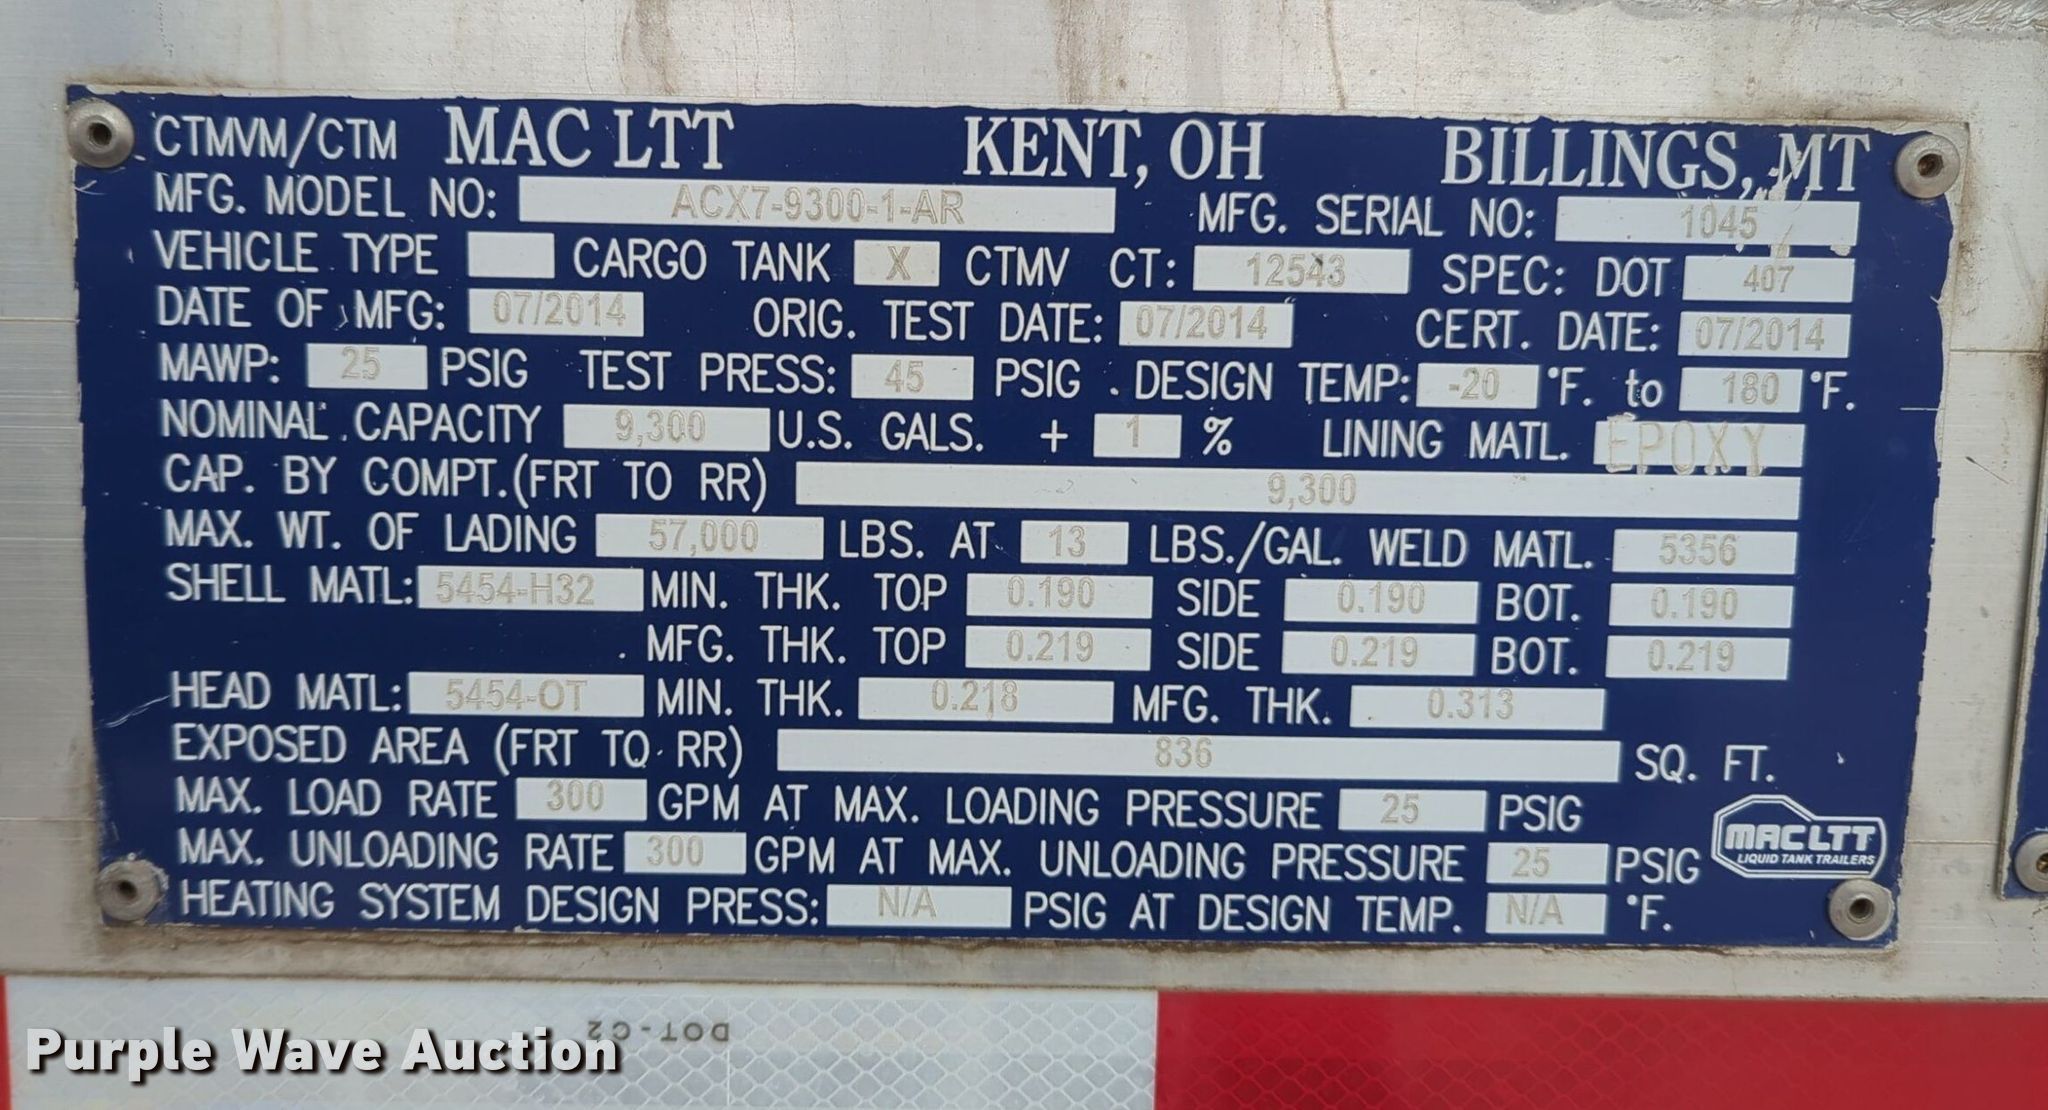 CTMVM/CTM MAC LTT KENT, OH BILLINGS, MT
MFG. MODEL NO: ACX7-9300-1-AR MFG. SERIAL NO: 1045
VEHICLE TYPE CARGO TANK X CTMV CT: 12543 SPEC: DOT 407
DATE OF MFG: 07/2014 ORIG. TEST DATE: 07/2014 CERT. DATE: 07/2014
MAWP: 25 PSIG TEST PRESS: 45 PSIG DESIGN TEMP: -20 °F. to 180 °F.
NOMINAL CAPACITY 9,300 U.S. GALS. + 1 % LINING MATL. EPOXY
CAP. BY COMPT. (FRT TO RR) 9,300
MAX. WT. OF LADING 57,000 LBS. AT 13 LBS./GAL. WELD MATL. 5356
SHELL MATL: 5454-H32 MIN. THK. TOP 0.190 SIDE 0.190 BOT. 0.190
MFG. THK. TOP 0.219 SIDE 0.219 BOT. 0.219
HEAD MATL: 5454-OT MIN. THK. 0.218 MFG. THK. 0.313
EXPOSED AREA (FRT TO RR) 836 SQ. FT.
MAX. LOAD RATE 300 GPM AT MAX. LOADING PRESSURE 25 PSIG
MAC LTT
LIQUID TANK TRAILERS
MAX. UNLOADING RATE 300 GPM AT MAX. UNLOADING PRESSURE 25 PSIG
HEATING SYSTEM DESIGN PRESS: N/A PSIG AT DESIGN TEMP. N/A °F.
DOT-C2
Purple Wave Auction